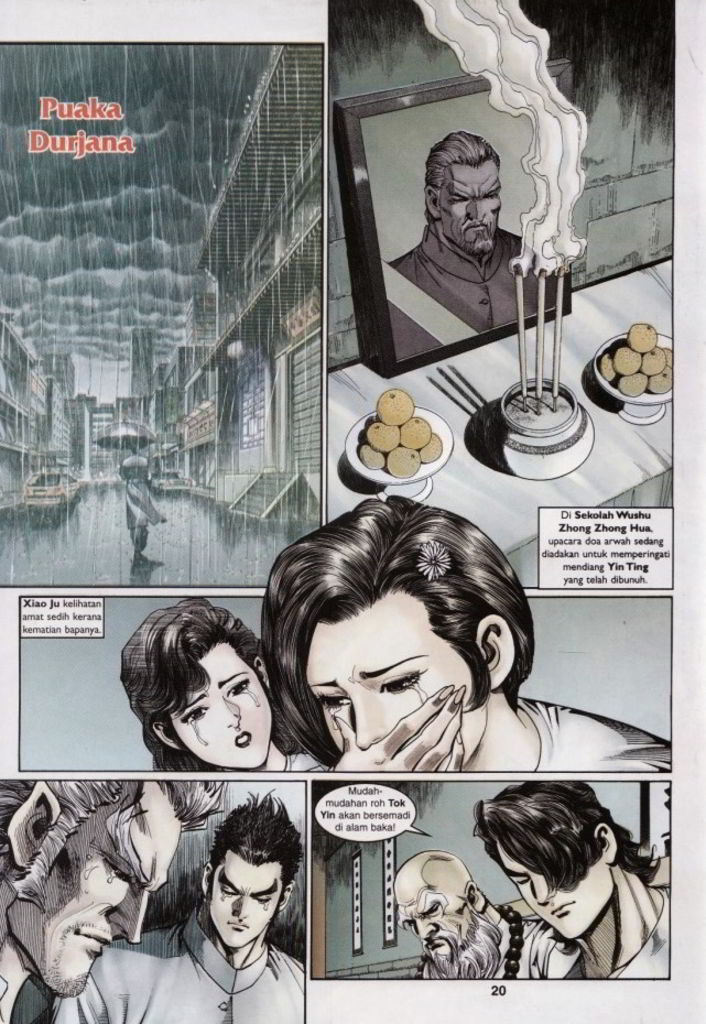 Puaka
Durjana
Di Sekolah Wushu
Zhong Zhong Hua,
upacara doa arwah sedang
diadakan untuk memperingati
mendiang Yin Ting
yang telah dibunuh.
Xiao Ju kelihatan
amat sedih kerana
kematian bapanya.
Mudah-
mudahan roh Tok
Yin akan bersemadi
di alam baka!
20